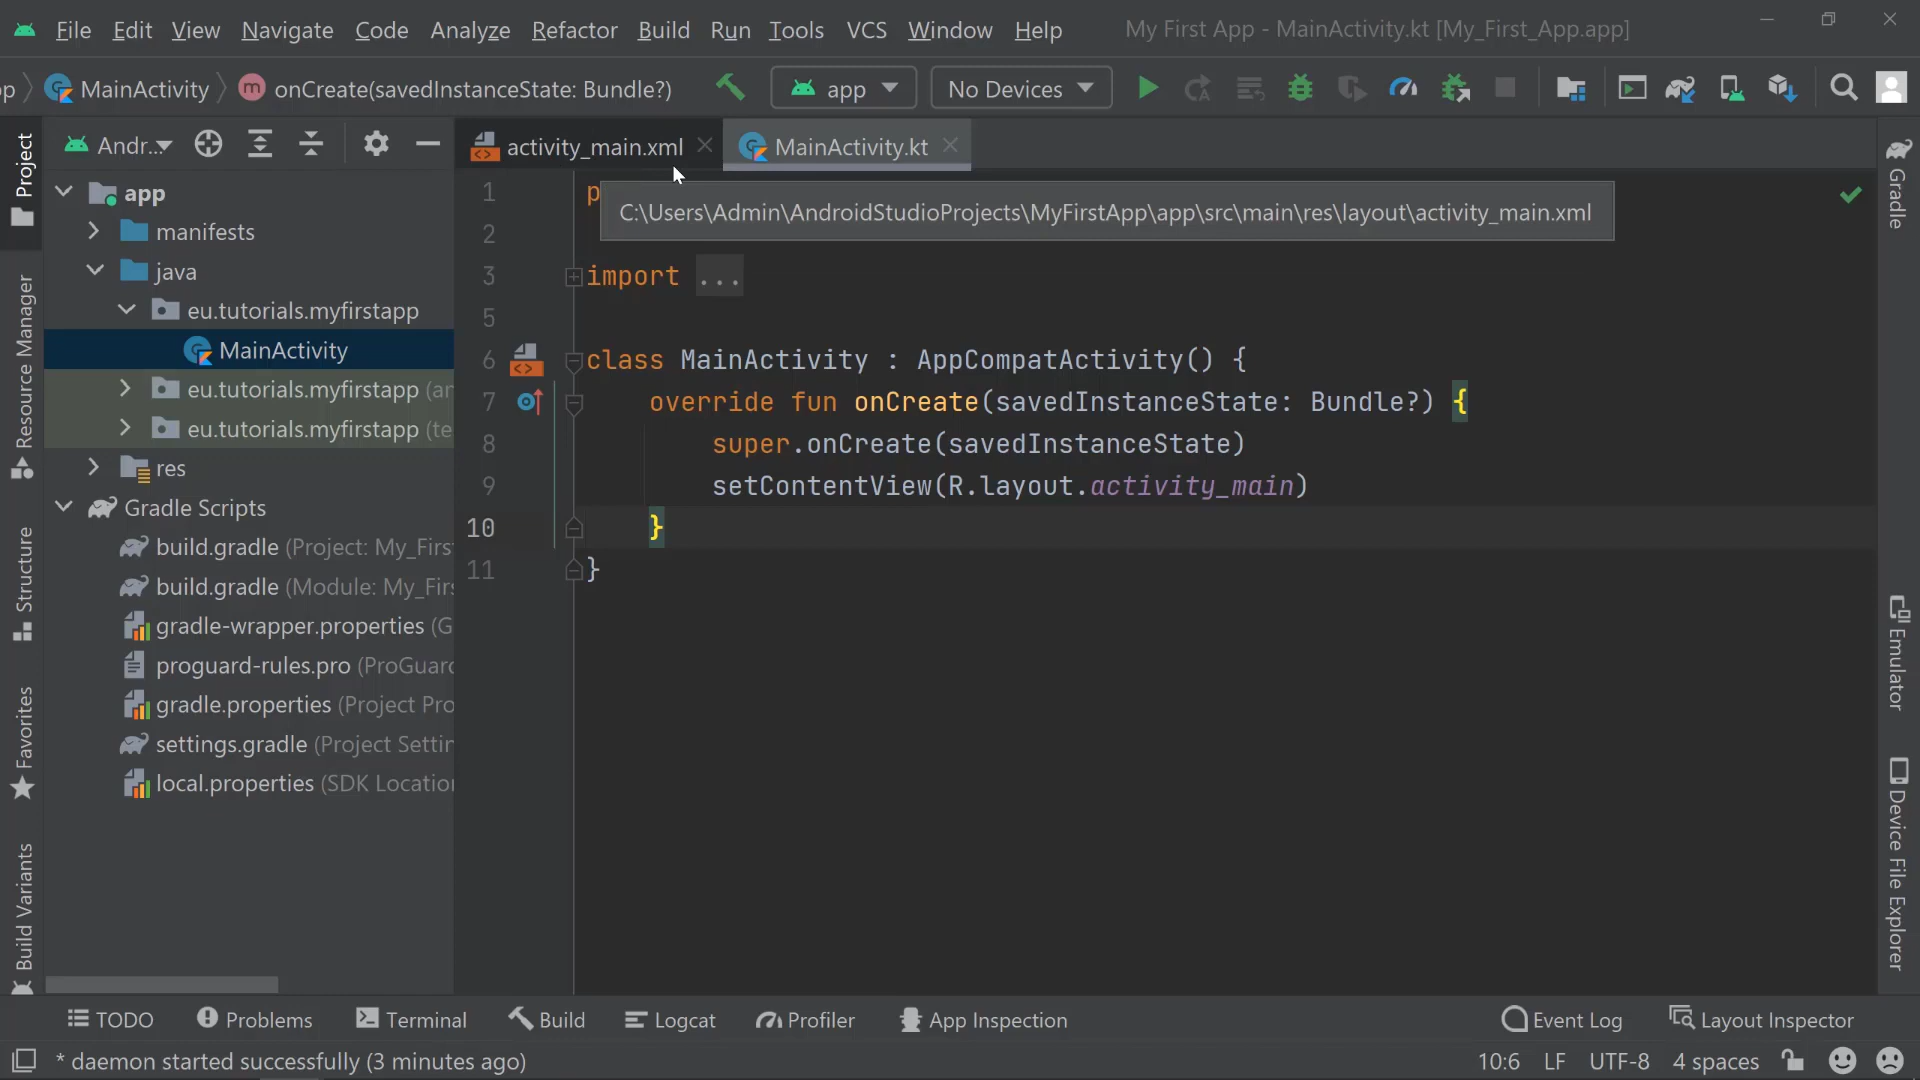 File Edit View Navigate Code Analyze Refactor Build Run Tools VCS Window Help My First App - MainActivity.kt [My_First_App.app]
p MainActivity m onCreate(savedInstanceState: Bundle?) app No Devices
Andr... activity_main.xml MainActivity.kt
C:\Users\Admin\AndroidStudioProjects\MyFirstApp\app\src\main\res\layout\activity_main.xml
Project
Resource Manager
Structure
Favorites
Build Variants
app
manifests
java
eu.tutorials.myfirstapp
MainActivity
eu.tutorials.myfirstapp (an
eu.tutorials.myfirstapp (te
res
Gradle Scripts
build.gradle (Project: My_Firs
build.gradle (Module: My_Fir
gradle-wrapper.properties (G
proguard-rules.pro (ProGuard
gradle.properties (Project Pro
settings.gradle (Project Settin
local.properties (SDK Location
1 p
2
3 import ...
5
6 class MainActivity : AppCompatActivity() {
7 override fun onCreate(savedInstanceState: Bundle?) {
8 super.onCreate(savedInstanceState)
9 setContentView(R.layout.activity_main)
10 }
11 }
Gradle
Emulator
Device File Explorer
TODO Problems Terminal Build Logcat Profiler App Inspection Event Log Layout Inspector
* daemon started successfully (3 minutes ago) 10:6 LF UTF-8 4 spaces